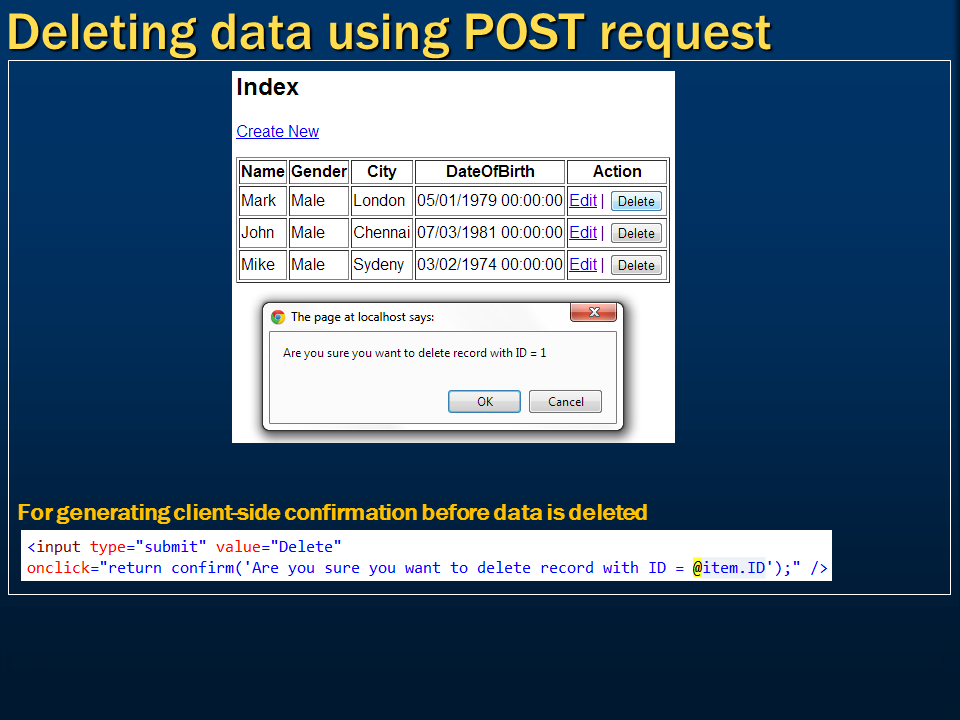 Deleting data using POST request
Index
Create New
Name Gender City DateOfBirth Action
Mark Male London 05/01/1979 00:00:00 Edit | Delete
John Male Chennai 07/03/1981 00:00:00 Edit | Delete
Mike Male Sydeny 03/02/1974 00:00:00 Edit | Delete
The page at localhost says:
Are you sure you want to delete record with ID = 1
OK Cancel
For generating client-side confirmation before data is deleted
<input type="submit" value="Delete"
onclick="return confirm('Are you sure you want to delete record with ID = @item.ID');" />